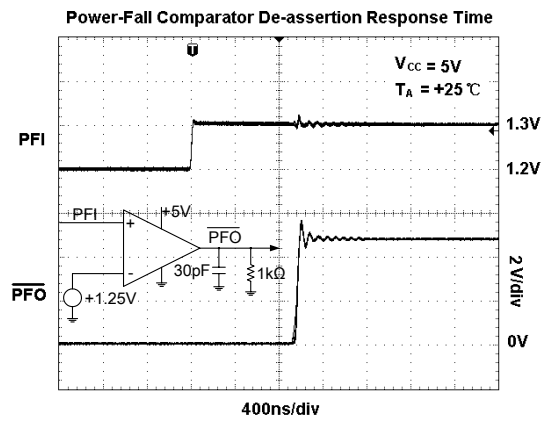 Power-Fall Comparator De-assertion Response Time
T
VCC = 5V
TA = +25℃
PFI
1.3V
1.2V
PFI
+5V
+
PFO
-
30pF
1kΩ
+1.25V
PFO
2V/div
0V
400ns/div